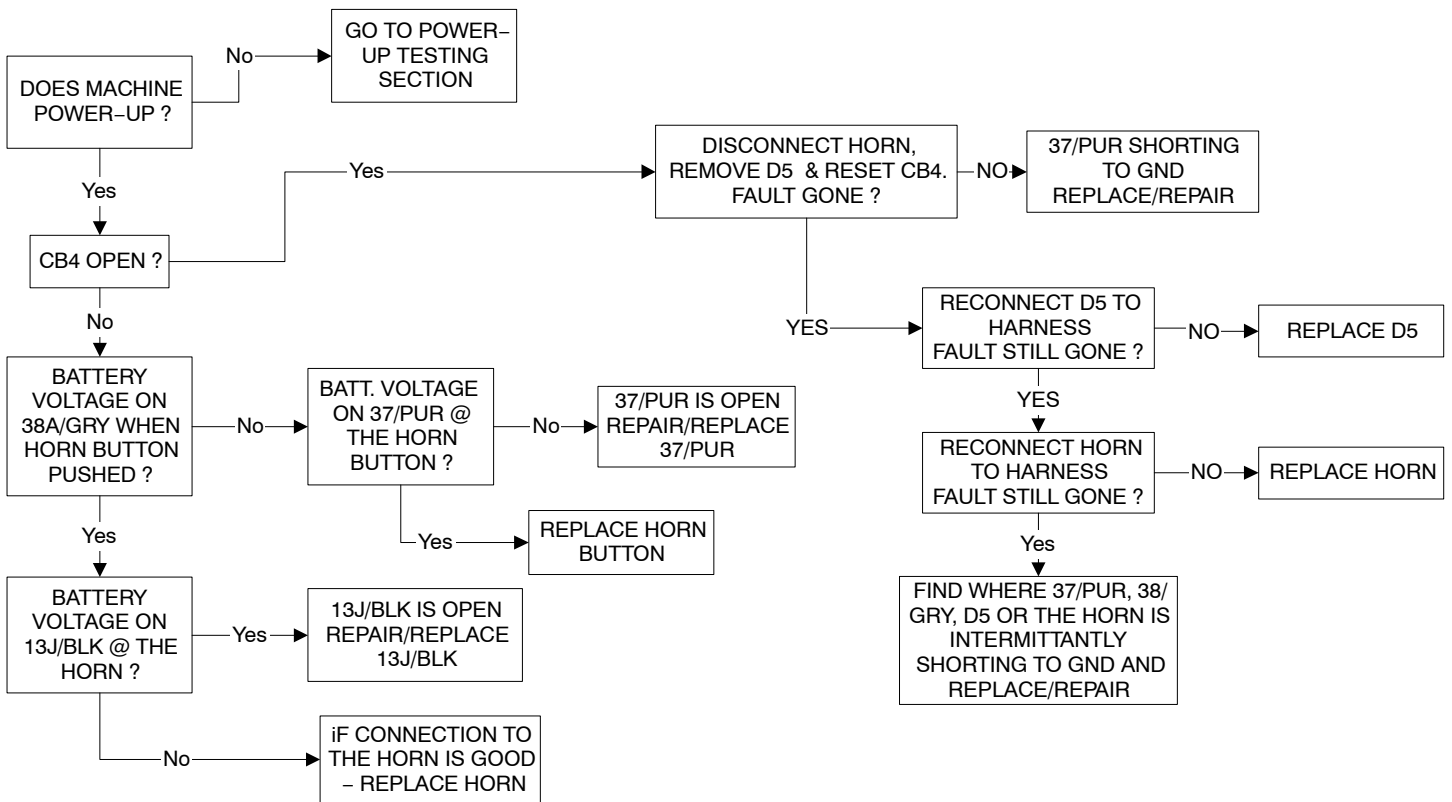 DOES MACHINE
POWER–UP ?
No
GO TO POWER–
UP TESTING
SECTION
Yes
CB4 OPEN ?
Yes
DISCONNECT HORN,
REMOVE D5 & RESET CB4.
FAULT GONE ?
NO
37/PUR SHORTING
TO GND
REPLACE/REPAIR
YES
RECONNECT D5 TO
HARNESS
FAULT STILL GONE ?
NO
REPLACE D5
YES
RECONNECT HORN
TO HARNESS
FAULT STILL GONE ?
NO
REPLACE HORN
Yes
FIND WHERE 37/PUR, 38/
GRY, D5 OR THE HORN IS
INTERMITTANTLY
SHORTING TO GND AND
REPLACE/REPAIR
No
BATTERY
VOLTAGE ON
38A/GRY WHEN
HORN BUTTON
PUSHED ?
No
BATT. VOLTAGE
ON 37/PUR @
THE HORN
BUTTON ?
No
37/PUR IS OPEN
REPAIR/REPLACE
37/PUR
Yes
REPLACE HORN
BUTTON
Yes
BATTERY
VOLTAGE ON
13J/BLK @ THE
HORN ?
Yes
13J/BLK IS OPEN
REPAIR/REPLACE
13J/BLK
No
iF CONNECTION TO
THE HORN IS GOOD
– REPLACE HORN